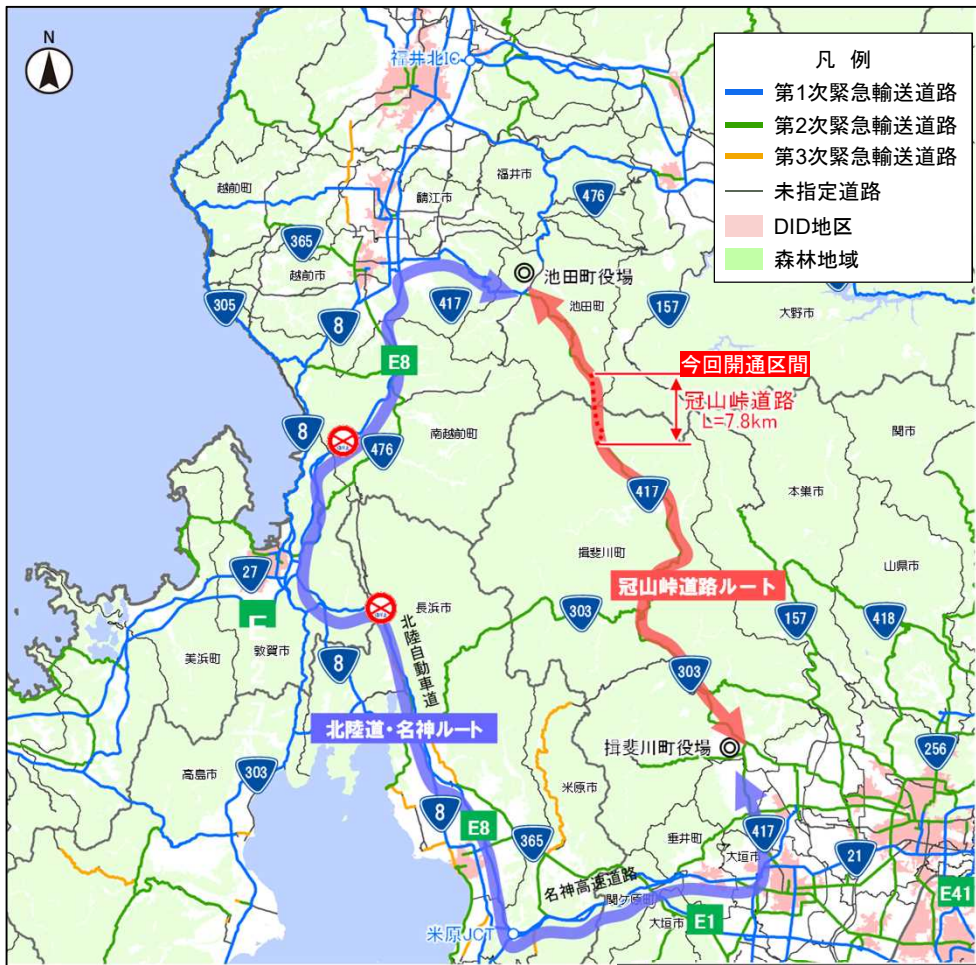 N
福井北IC
凡 例
第1次緊急輸送道路
第2次緊急輸送道路
第3次緊急輸送道路
未指定道路
DID地区
森林地域
越前町
鯖江市
福井市
476
365
越前市
池田町役場
305
8
417
池田町
157
大野市
E8
今回開通区間
冠山峠道路
L=7.8km
8
476
南越前町
関市
417
本巣市
揖斐川町
山県市
27
冠山峠道路ルート
長浜市
303
157
418
北陸自動車道
美浜町
敦賀市
8
303
北陸道・名神ルート
揖斐川町役場
256
高島市
303
米原市
8
E8
365
垂井町
417
大垣市
21
名神高速道路
関ケ原町
E41
大垣市
E1
米原JCT